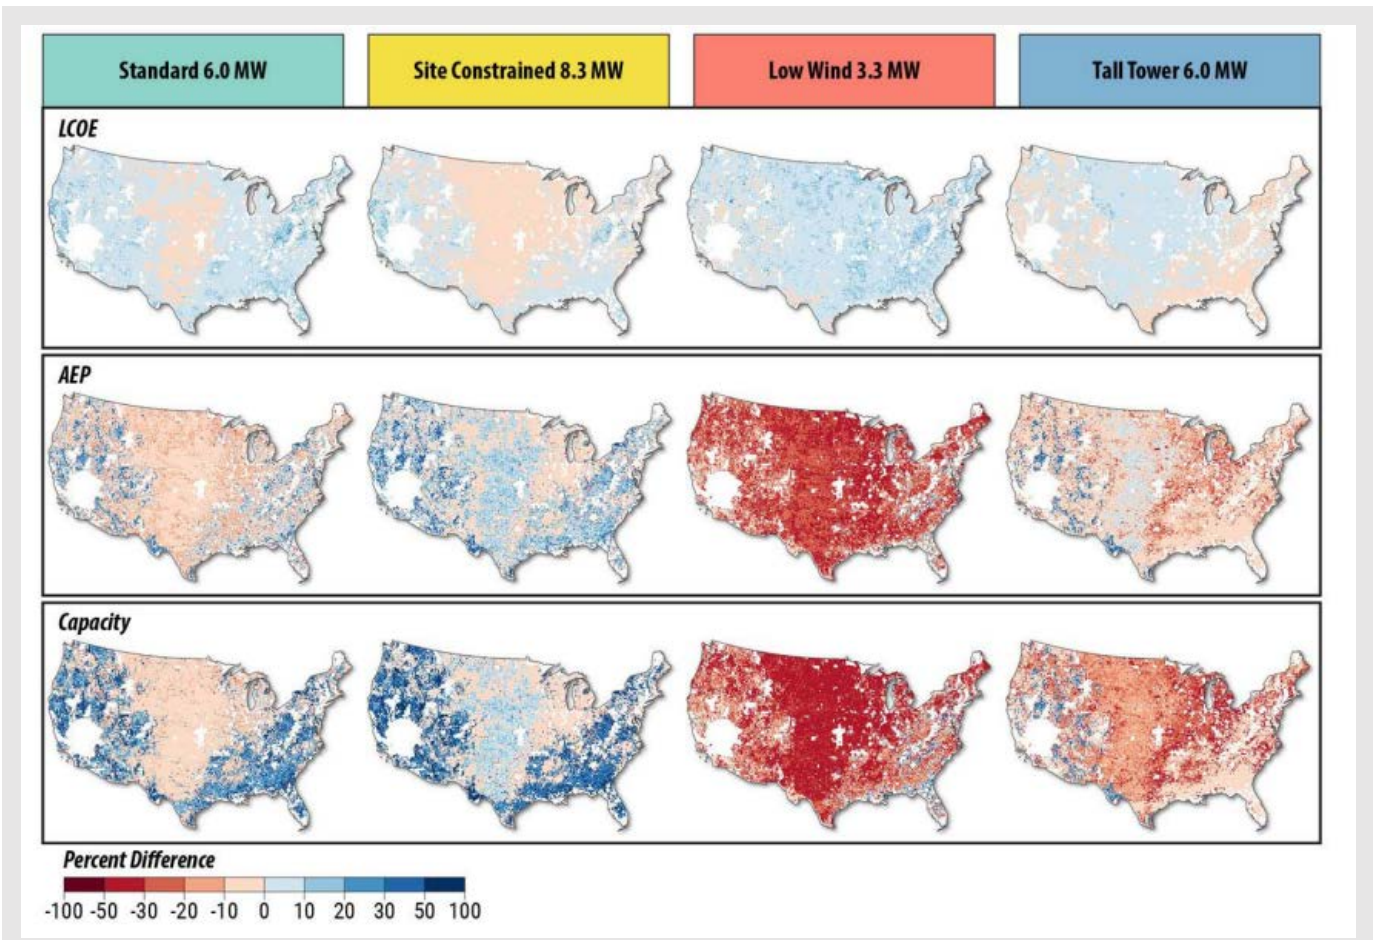 Standard 6.0 MW Site Constrained 8.3 MW Low Wind 3.3 MW Tall Tower 6.0 MW
LCOE
AEP
Capacity
Percent Difference
-100 -50 -30 -20 -10 0 10 20 30 50 100